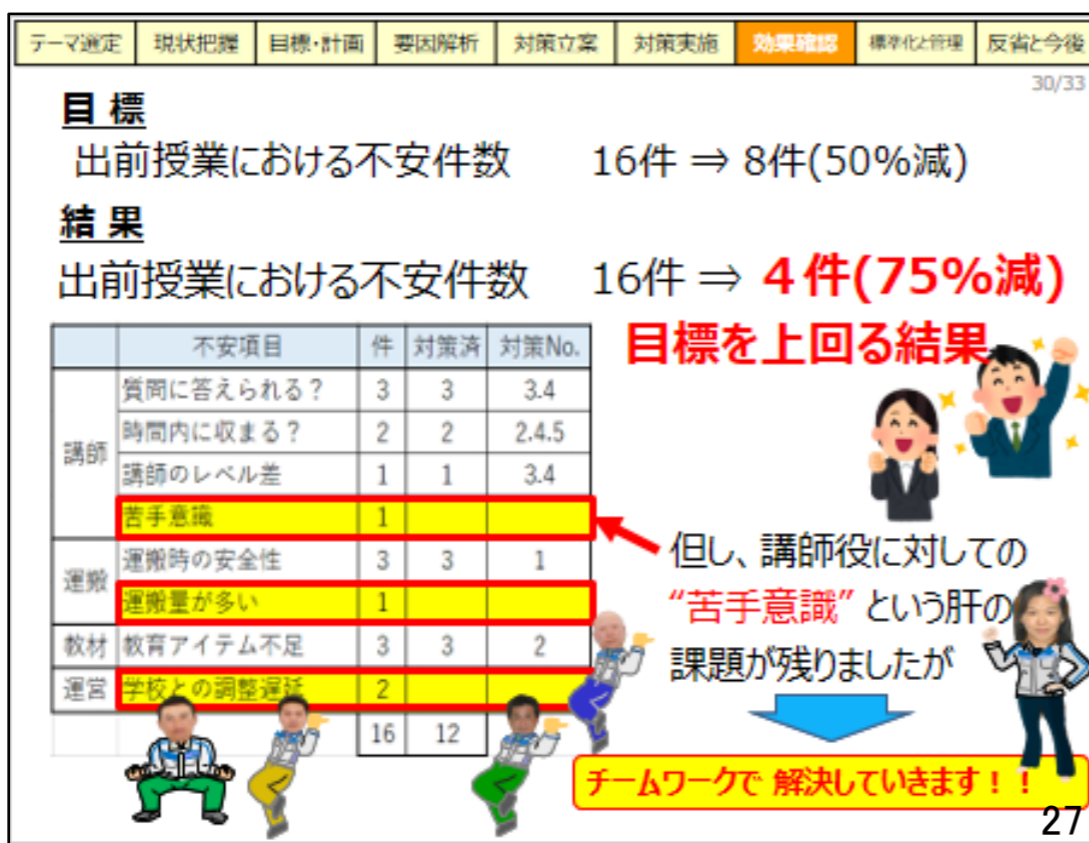 テーマ選定 現状把握 目標・計画 要因解析 対策立案 対策実施 効果確認 標準化と管理 反省と今後
30/33
目標
出前授業における不安件数 16件 ⇒ 8件(50%減)
結果
出前授業における不安件数 16件 ⇒ 4件(75%減)
目標を上回る結果
不安項目 件 対策済 対策No.
講師 質問に答えられる? 3 3 3.4
時間内に収まる? 2 2 2.4.5
講師のレベル差 1 1 3.4
苦手意識 1
運搬 運搬時の安全性 3 3 1
運搬量が多い 1
教材 教育アイテム不足 3 3 2
運営 学校との調整遅延 2
16 12
但し、講師役に対しての
“苦手意識” という肝の
課題が残りましたが
チームワークで 解決していきます!!
27